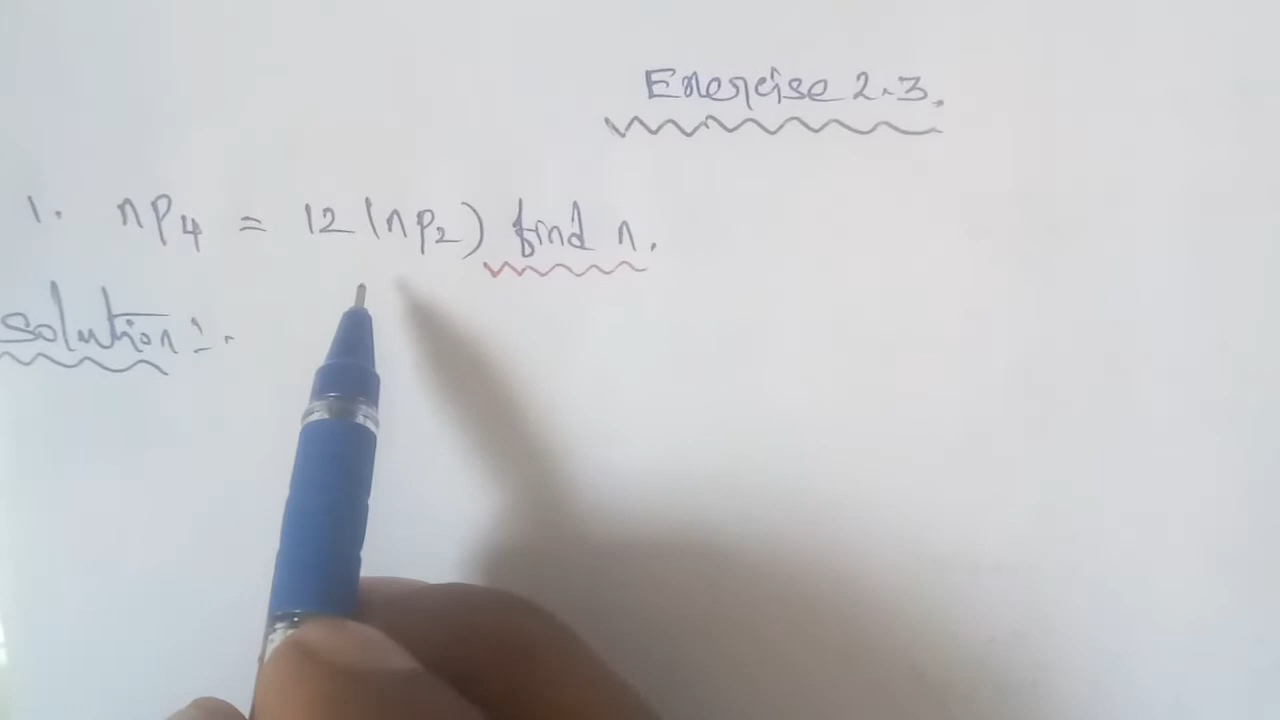 Exercise 2.3.
1. nP4 = 12 (nP2) find n.
Solution:-